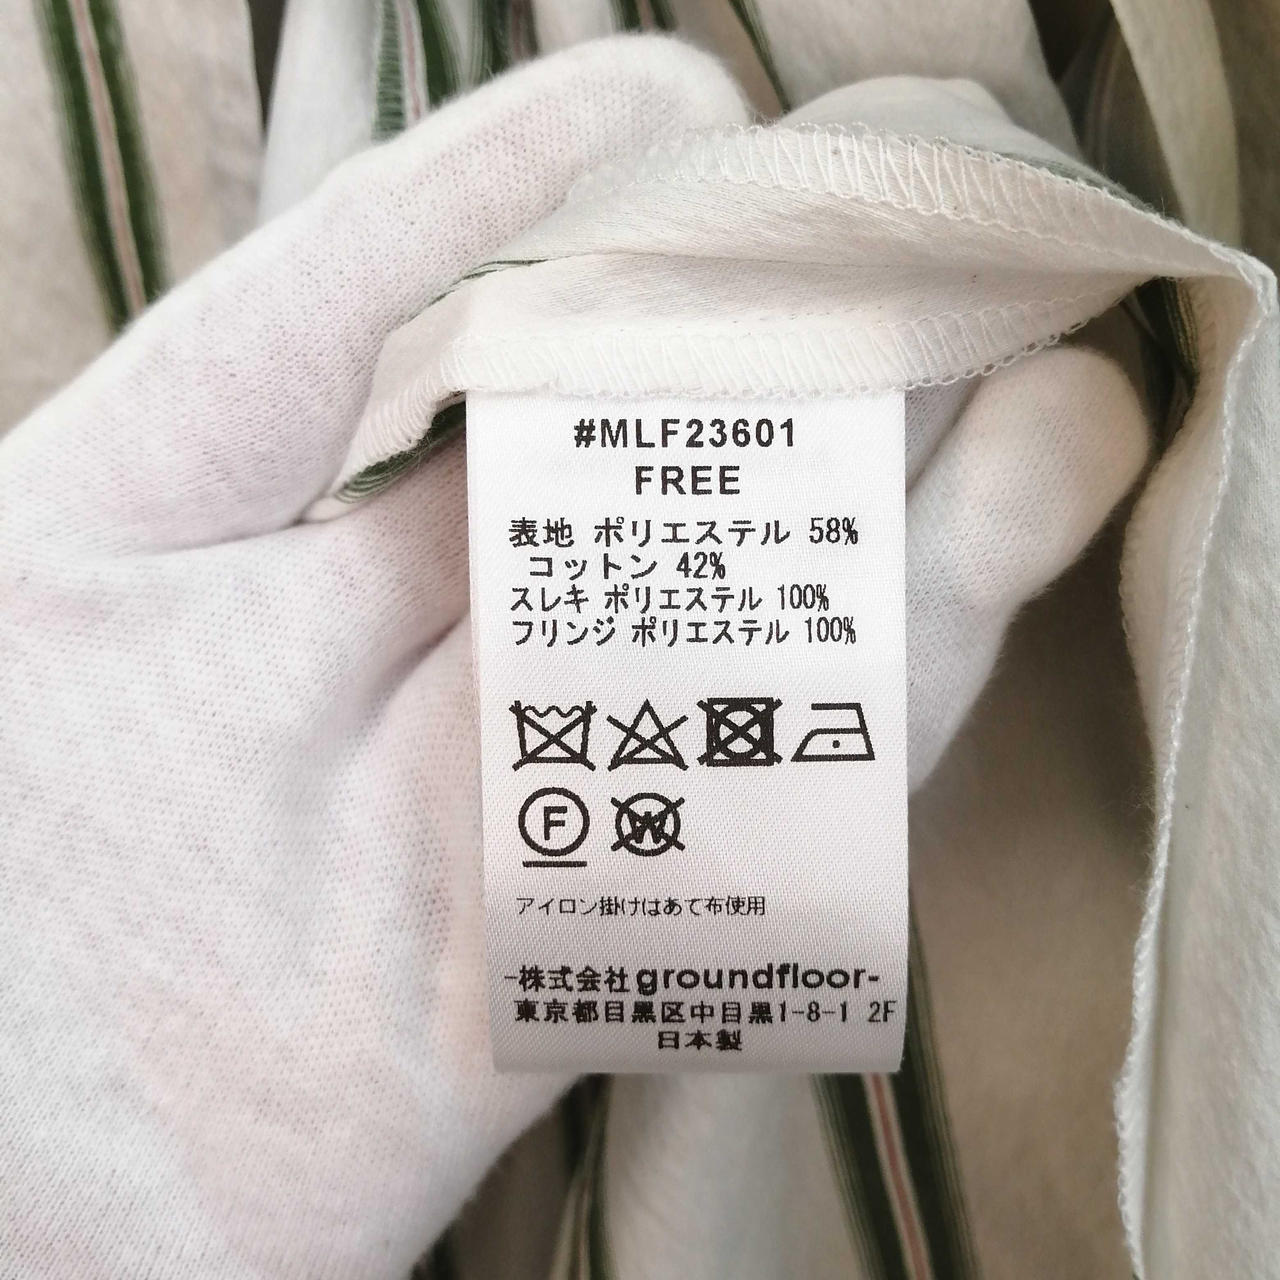 #MLF23601
FREE
表地 ポリエステル 58%
コットン 42%
スレキ ポリエステル 100%
フリンジ ポリエステル 100%
F W
アイロン掛けはあて布使用
-株式会社groundfloor-
東京都目黒区中目黒1-8-1 2F
日本製